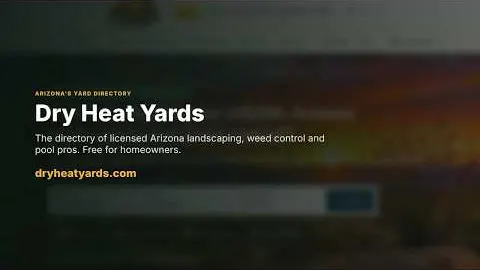 ARIZONA'S YARD DIRECTORY
Dry Heat Yards
The directory of licensed Arizona landscaping, weed control and
pool pros. Free for homeowners.
dryheatyards.com